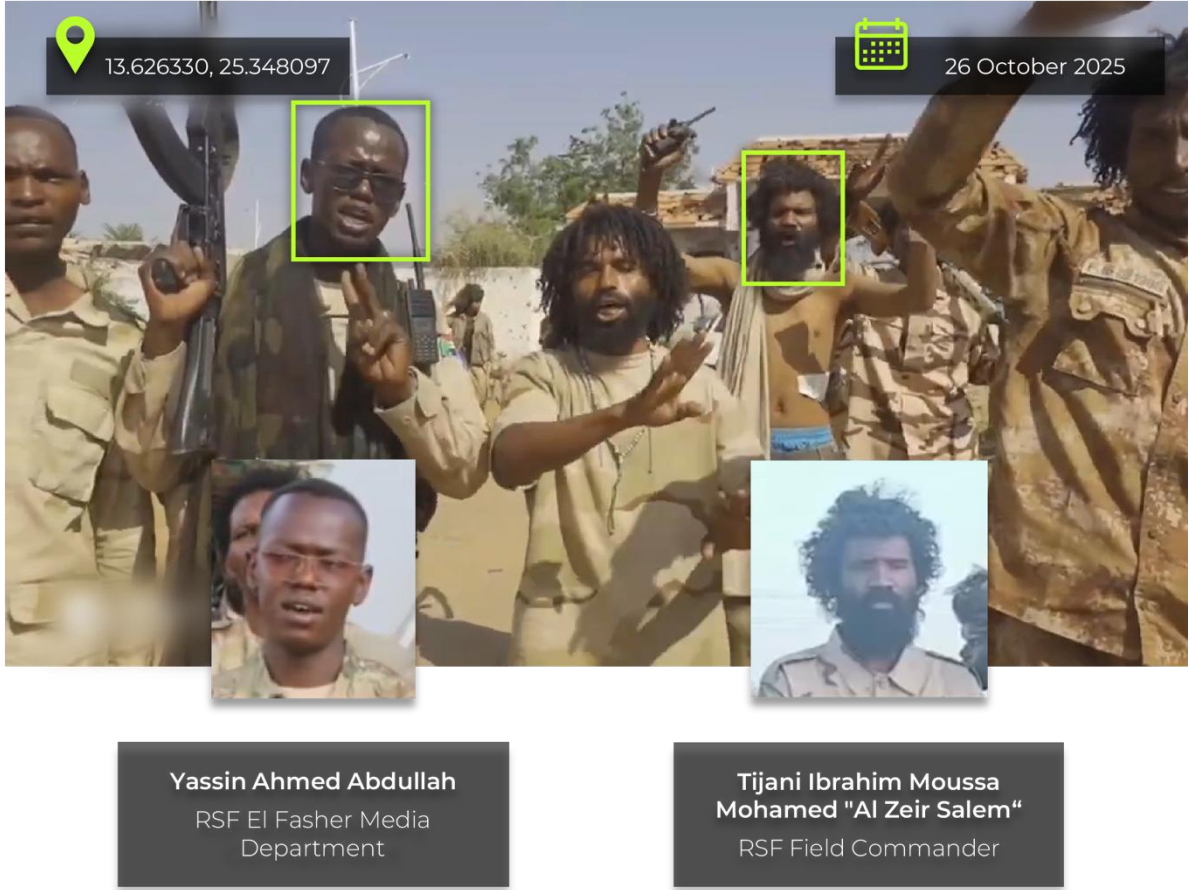 13.626330, 25.348097
26 October 2025
Yassin Ahmed Abdullah
RSF El Fasher Media
Department
Tijani Ibrahim Moussa
Mohamed "Al Zeir Salem“
RSF Field Commander